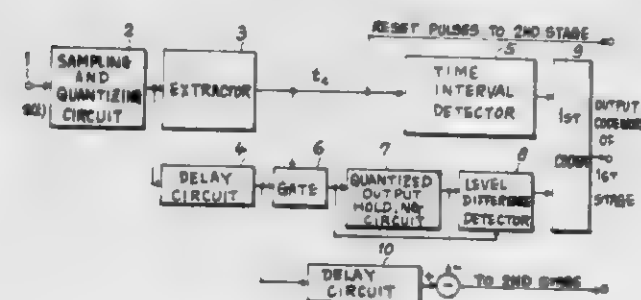 RESET PULSES TO 2ND STAGE
1
2
3
5
9
SAMPLING
AND
QUANTIZING
CIRCUIT
EXTRACTOR
TIME
INTERVAL
DETECTOR
1ST
OUTPUT
CODEWORD
OF
1ST
STAGE
4
6
7
8
DELAY
CIRCUIT
GATE
QUANTIZED
OUTPUT
HOLDING
CIRCUIT
LEVEL
DIFFERENCE
DETECTOR
10
DELAY
CIRCUIT
+
-
TO 2ND STAGE